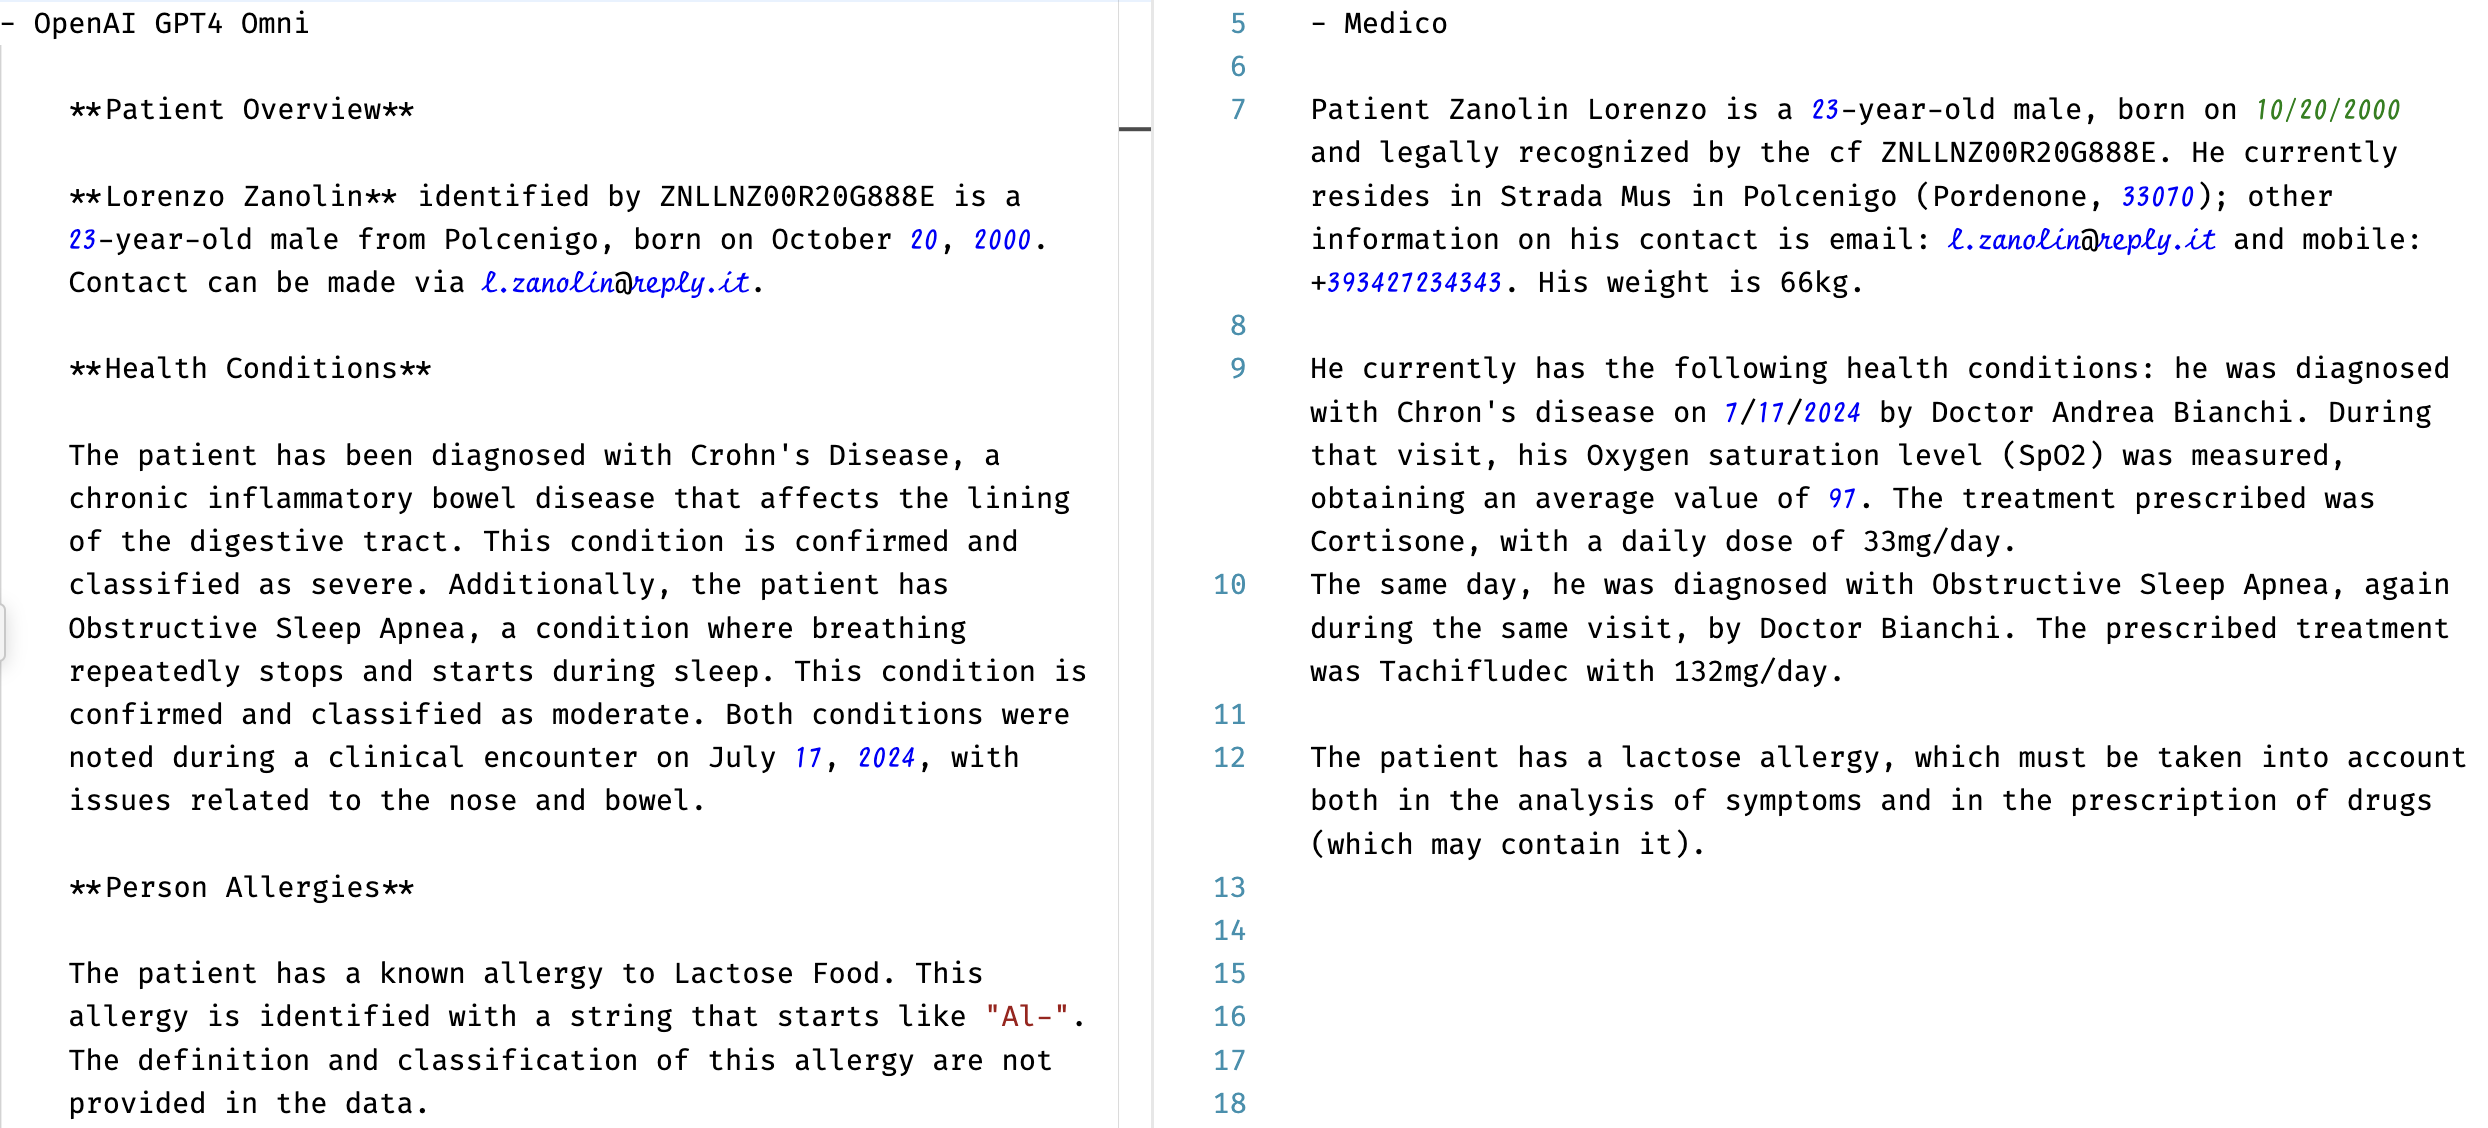 - OpenAI GPT4 Omni
**Patient Overview**
**Lorenzo Zanolin** identified by ZNLLNZ00R20G888E is a
23-year-old male from Polcenigo, born on October 20, 2000.
Contact can be made via l.zanolin@reply.it.
**Health Conditions**
The patient has been diagnosed with Crohn's Disease, a
chronic inflammatory bowel disease that affects the lining
of the digestive tract. This condition is confirmed and
classified as severe. Additionally, the patient has
Obstructive Sleep Apnea, a condition where breathing
repeatedly stops and starts during sleep. This condition is
confirmed and classified as moderate. Both conditions were
noted during a clinical encounter on July 17, 2024, with
issues related to the nose and bowel.
**Person Allergies**
The patient has a known allergy to Lactose Food. This
allergy is identified with a string that starts like "Al-".
The definition and classification of this allergy are not
provided in the data.
5 - Medico
6
7 Patient Zanolin Lorenzo is a 23-year-old male, born on 10/20/2000
and legally recognized by the cf ZNLLNZ00R20G888E. He currently
resides in Strada Mus in Polcenigo (Pordenone, 33070); other
information on his contact is email: l.zanolin@reply.it and mobile:
+393427234343. His weight is 66kg.
8
9 He currently has the following health conditions: he was diagnosed
with Chron's disease on 7/17/2024 by Doctor Andrea Bianchi. During
that visit, his Oxygen saturation level (SpO2) was measured,
obtaining an average value of 97. The treatment prescribed was
Cortisone, with a daily dose of 33mg/day.
10 The same day, he was diagnosed with Obstructive Sleep Apnea, again
during the same visit, by Doctor Bianchi. The prescribed treatment
was Tachifludec with 132mg/day.
11
12 The patient has a lactose allergy, which must be taken into account
both in the analysis of symptoms and in the prescription of drugs
(which may contain it).
13
14
15
16
17
18